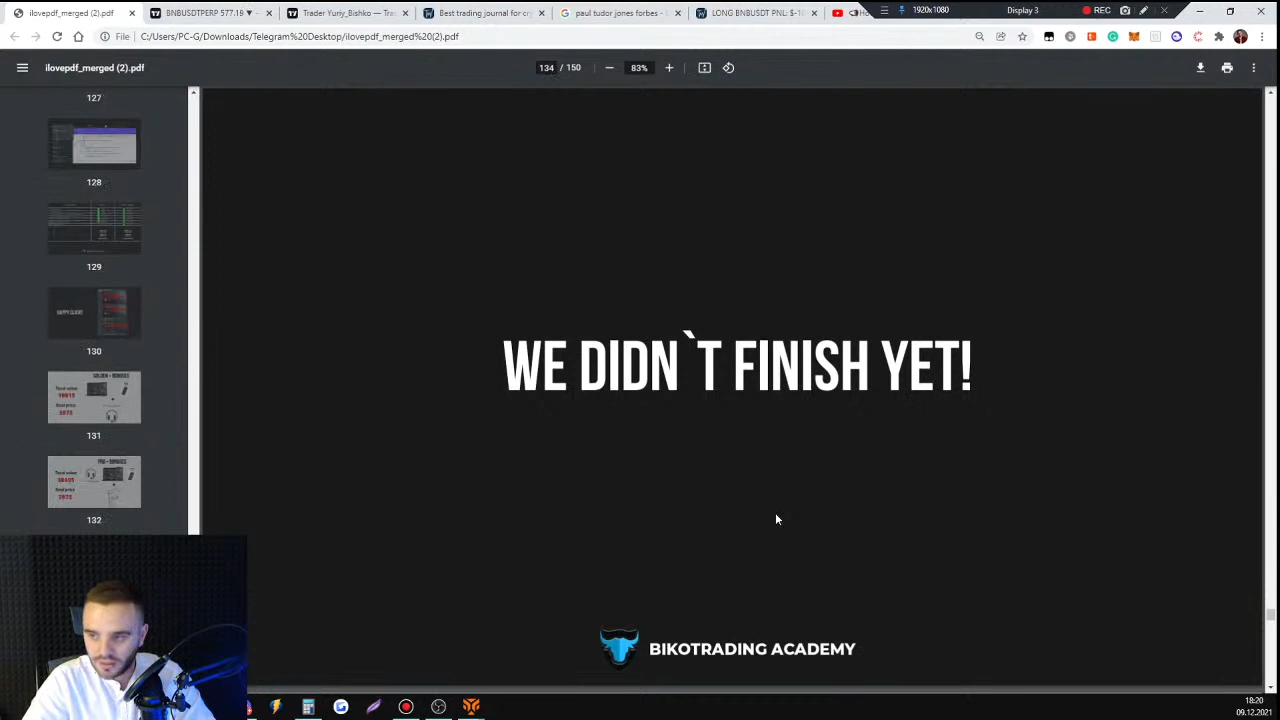 ilovepdf_merged (2).pdf
BNBUSDTPERP 577.19
Trader Yuriy_Bishko — Tra
Best trading journal for cr
paul tudor jones forbes -
LONG BNBUSDT PNL: $-1
1920x1080
Display 3
REC
File
C:/Users/PC-G/Downloads/Telegram%20Desktop/ilovepdf_merged%20(2).pdf
ilovepdf_merged (2).pdf
134 / 150
83%
127
128
129
HAPPY CLIENTS
130
131
132
WE DIDN`T FINISH YET!
BIKOTRADING ACADEMY
18:20
09.12.2021